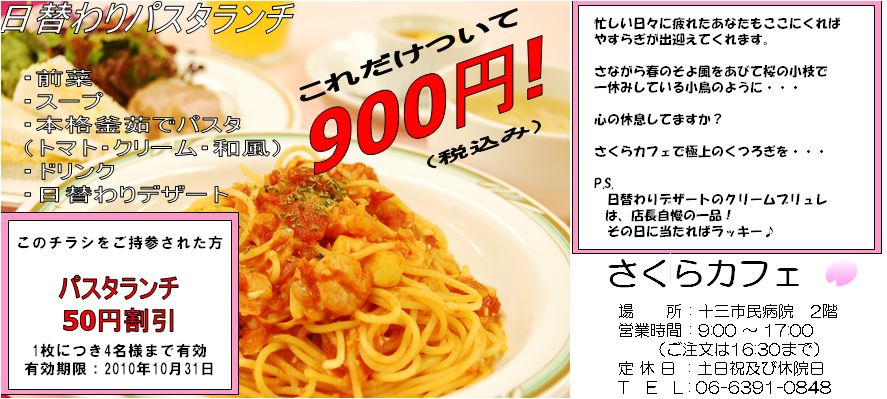 日替わりパスタランチ
・前菜
・スープ
・本格釜茹でパスタ
(トマト・クリーム・和風)
・ドリンク
・日替わりデザート
これだけついて
900円!
(税込み)
このチラシをご持参された方
パスタランチ
50円割引
1枚につき4名様まで有効
有効期限：2010年10月31日
忙しい日々に疲れたあなたもここにくれば
やすらぎが出迎えてくれます。
さながら春のそよ風をあびて桜の小枝で
一休みしている小鳥のように・・・
心の休息してますか？
さくらカフェで極上のくつろぎを・・・
P.S.
日替わりデザートのクリームブリュレ
は、店長自慢の一品！
その日に当たればラッキー♪
さくらカフェ
場　　所：十三市民病院　2階
営業時間：9:00 ～ 17:00
(ご注文は16:30まで)
定 休 日 ：土日祝及び休院日
T E L：06-6391-0848